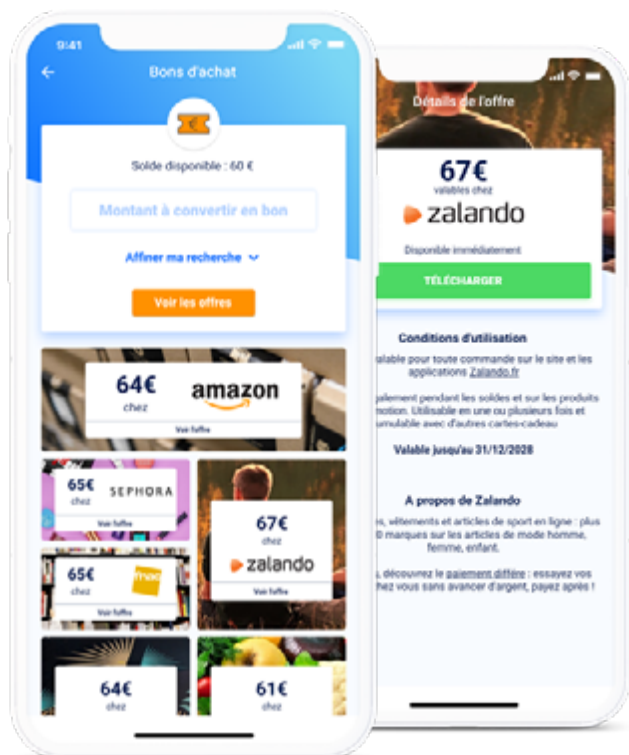 9:41
Bons d'achat
Solde disponible : 60 €
Montant à convertir en bon
Affiner ma recherche
Voir les offres
64€
chez
amazon
Voir l'offre
65€
chez
SEPHORA
Voir l'offre
65€
chez
fnac
Voir l'offre
67€
chez
zalando
Voir l'offre
64€
chez
61€
chez
Détails de l'offre
67€
valables chez
zalando
Disponible immédiatement
TÉLÉCHARGER
Conditions d'utilisation
alable pour toute commande sur le site et les
applications Zalando.fr
alement pendant les soldes et sur les produits
motion. Utilisable en une ou plusieurs fois et
umulable avec d'autres cartes-cadeau
Valable jusqu'au 31/12/2028
A propos de Zalando
s, vêtements et articles de sport en ligne : plus
0 marques sur les articles de mode homme,
femme, enfant.
, découvrez le paiement différe : essayez vos
hez vous sans avancer d'argent, payez après !